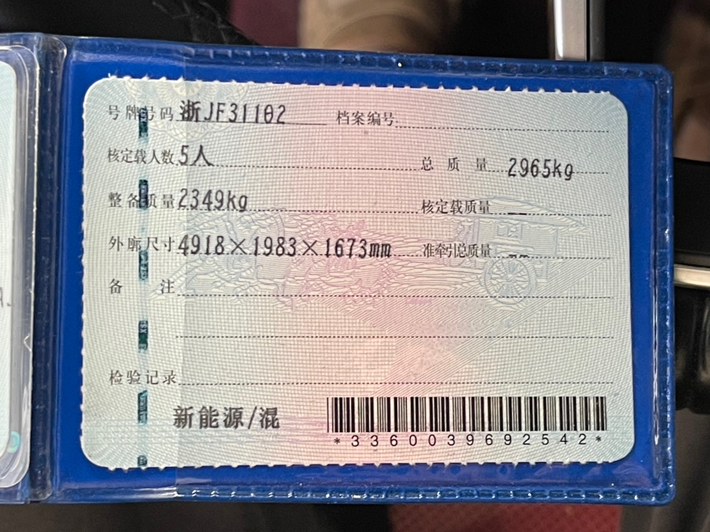 号牌号码 浙JF31102 档案编号
核定载人数 5人 总质量 2965kg
整备质量 2349kg 核定载质量 --
外廓尺寸 4918×1983×1673mm 准牵引总质量 --
备注
检验记录
新能源/混
*3360039692542*